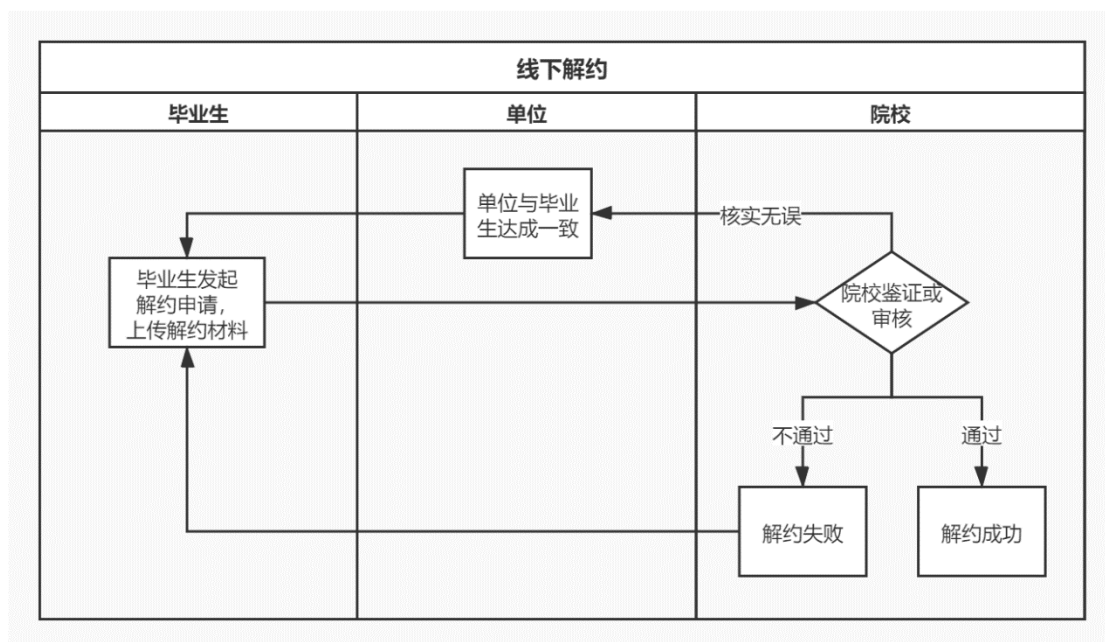 线下解约
毕业生
单位
院校
单位与毕业
生达成一致
核实无误
毕业生发起
解约申请，
上传解约材料
院校鉴证或
审核
不通过
通过
解约失败
解约成功